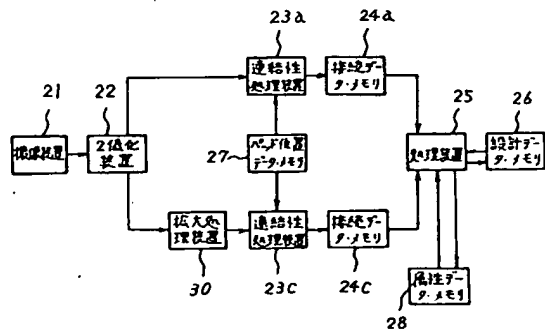 23a
24a
21
22
連結性
処理装置
接続デー
タ・メモリ
25
26
撮像装置
2値化
装置
27
パッド位置
データ・メモリ
処理装置
設計デー
タ・メモリ
拡大処
理装置
連結性
処理装置
接続デー
タ・メモリ
30
23c
24c
属性デー
タ・メモリ
28